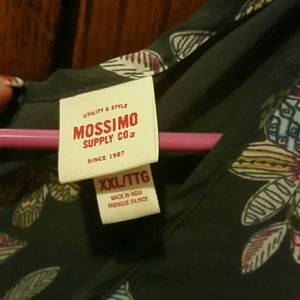 UTILITY & STYLE
MOSSIMO
SUPPLY CO.
SINCE 1987
XXL/TTG
MADE IN INDIA
FABRIQUÉ EN INDE